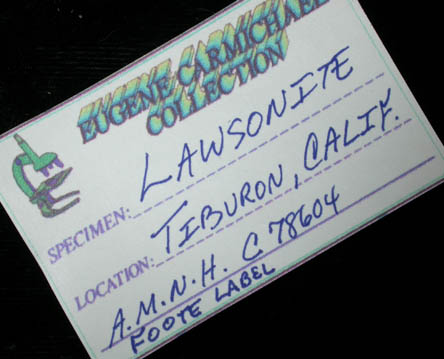 EUGENE CARMICHAEL
COLLECTION
SPECIMEN: LAWSONITE
LOCATION: TIBURON, CALIF.
A.M.N.H. C 78604
FOOTE LABEL